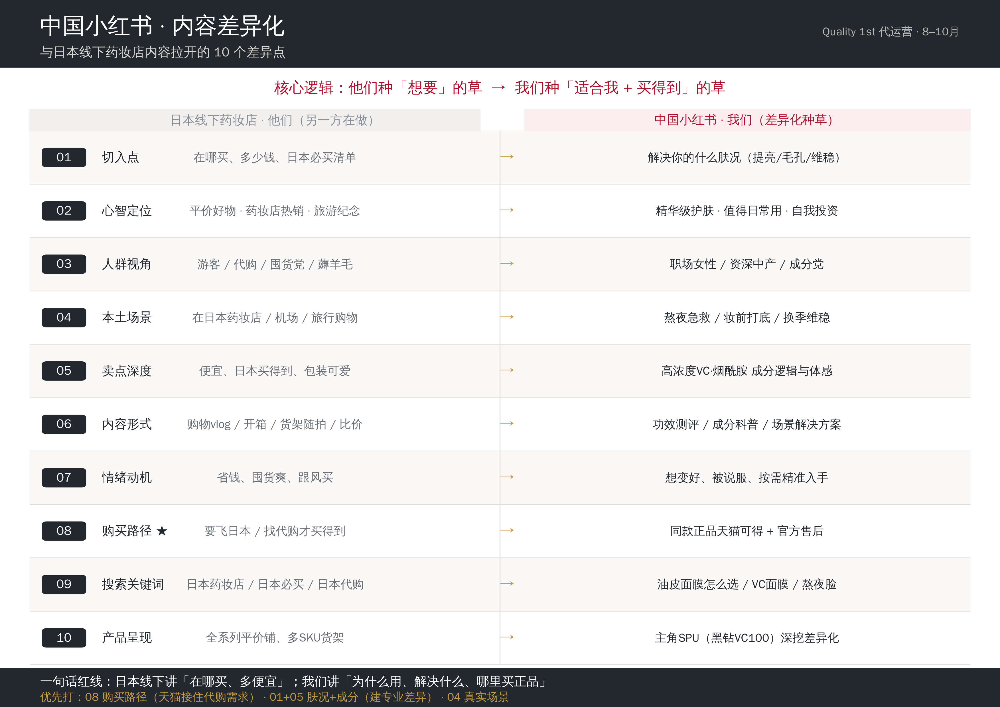 中国小红书 · 内容差异化
Quality 1st 代运营 · 8–10月
与日本线下药妆店内容拉开的 10 个差异点
核心逻辑：他们种「想要」的草 → 我们种「适合我 + 买得到」的草
日本线下药妆店 · 他们（另一方在做） 中国小红书 · 我们（差异化种草）
01 切入点 在哪买、多少钱、日本必买清单 → 解决你的什么肤况（提亮/毛孔/维稳）
02 心智定位 平价好物 · 药妆店热销 · 旅游纪念 → 精华级护肤 · 值得日常用 · 自我投资
03 人群视角 游客 / 代购 / 囤货党 / 薅羊毛 → 职场女性 / 资深中产 / 成分党
04 本土场景 在日本药妆店 / 机场 / 旅行购物 → 熬夜急救 / 妆前打底 / 换季维稳
05 卖点深度 便宜、日本买得到、包装可爱 → 高浓度VC·烟酰胺 成分逻辑与体感
06 内容形式 购物vlog / 开箱 / 货架随拍 / 比价 → 功效测评 / 成分科普 / 场景解决方案
07 情绪动机 省钱、囤货爽、跟风买 → 想变好、被说服、按需精准入手
08 购买路径 ★ 要飞日本 / 找代购才买得到 → 同款正品天猫可得 + 官方售后
09 搜索关键词 日本药妆店 / 日本必买 / 日本代购 → 油皮面膜怎么选 / VC面膜 / 熬夜脸
10 产品呈现 全系列平价铺、多SKU货架 → 主角SPU（黑钻VC100）深挖差异化
一句话红线：日本线下讲「在哪买、多便宜」；我们讲「为什么用、解决什么、哪里买正品」
优先打：08 购买路径（天猫接住代购需求） · 01+05 肤况+成分（建专业差异） · 04 真实场景